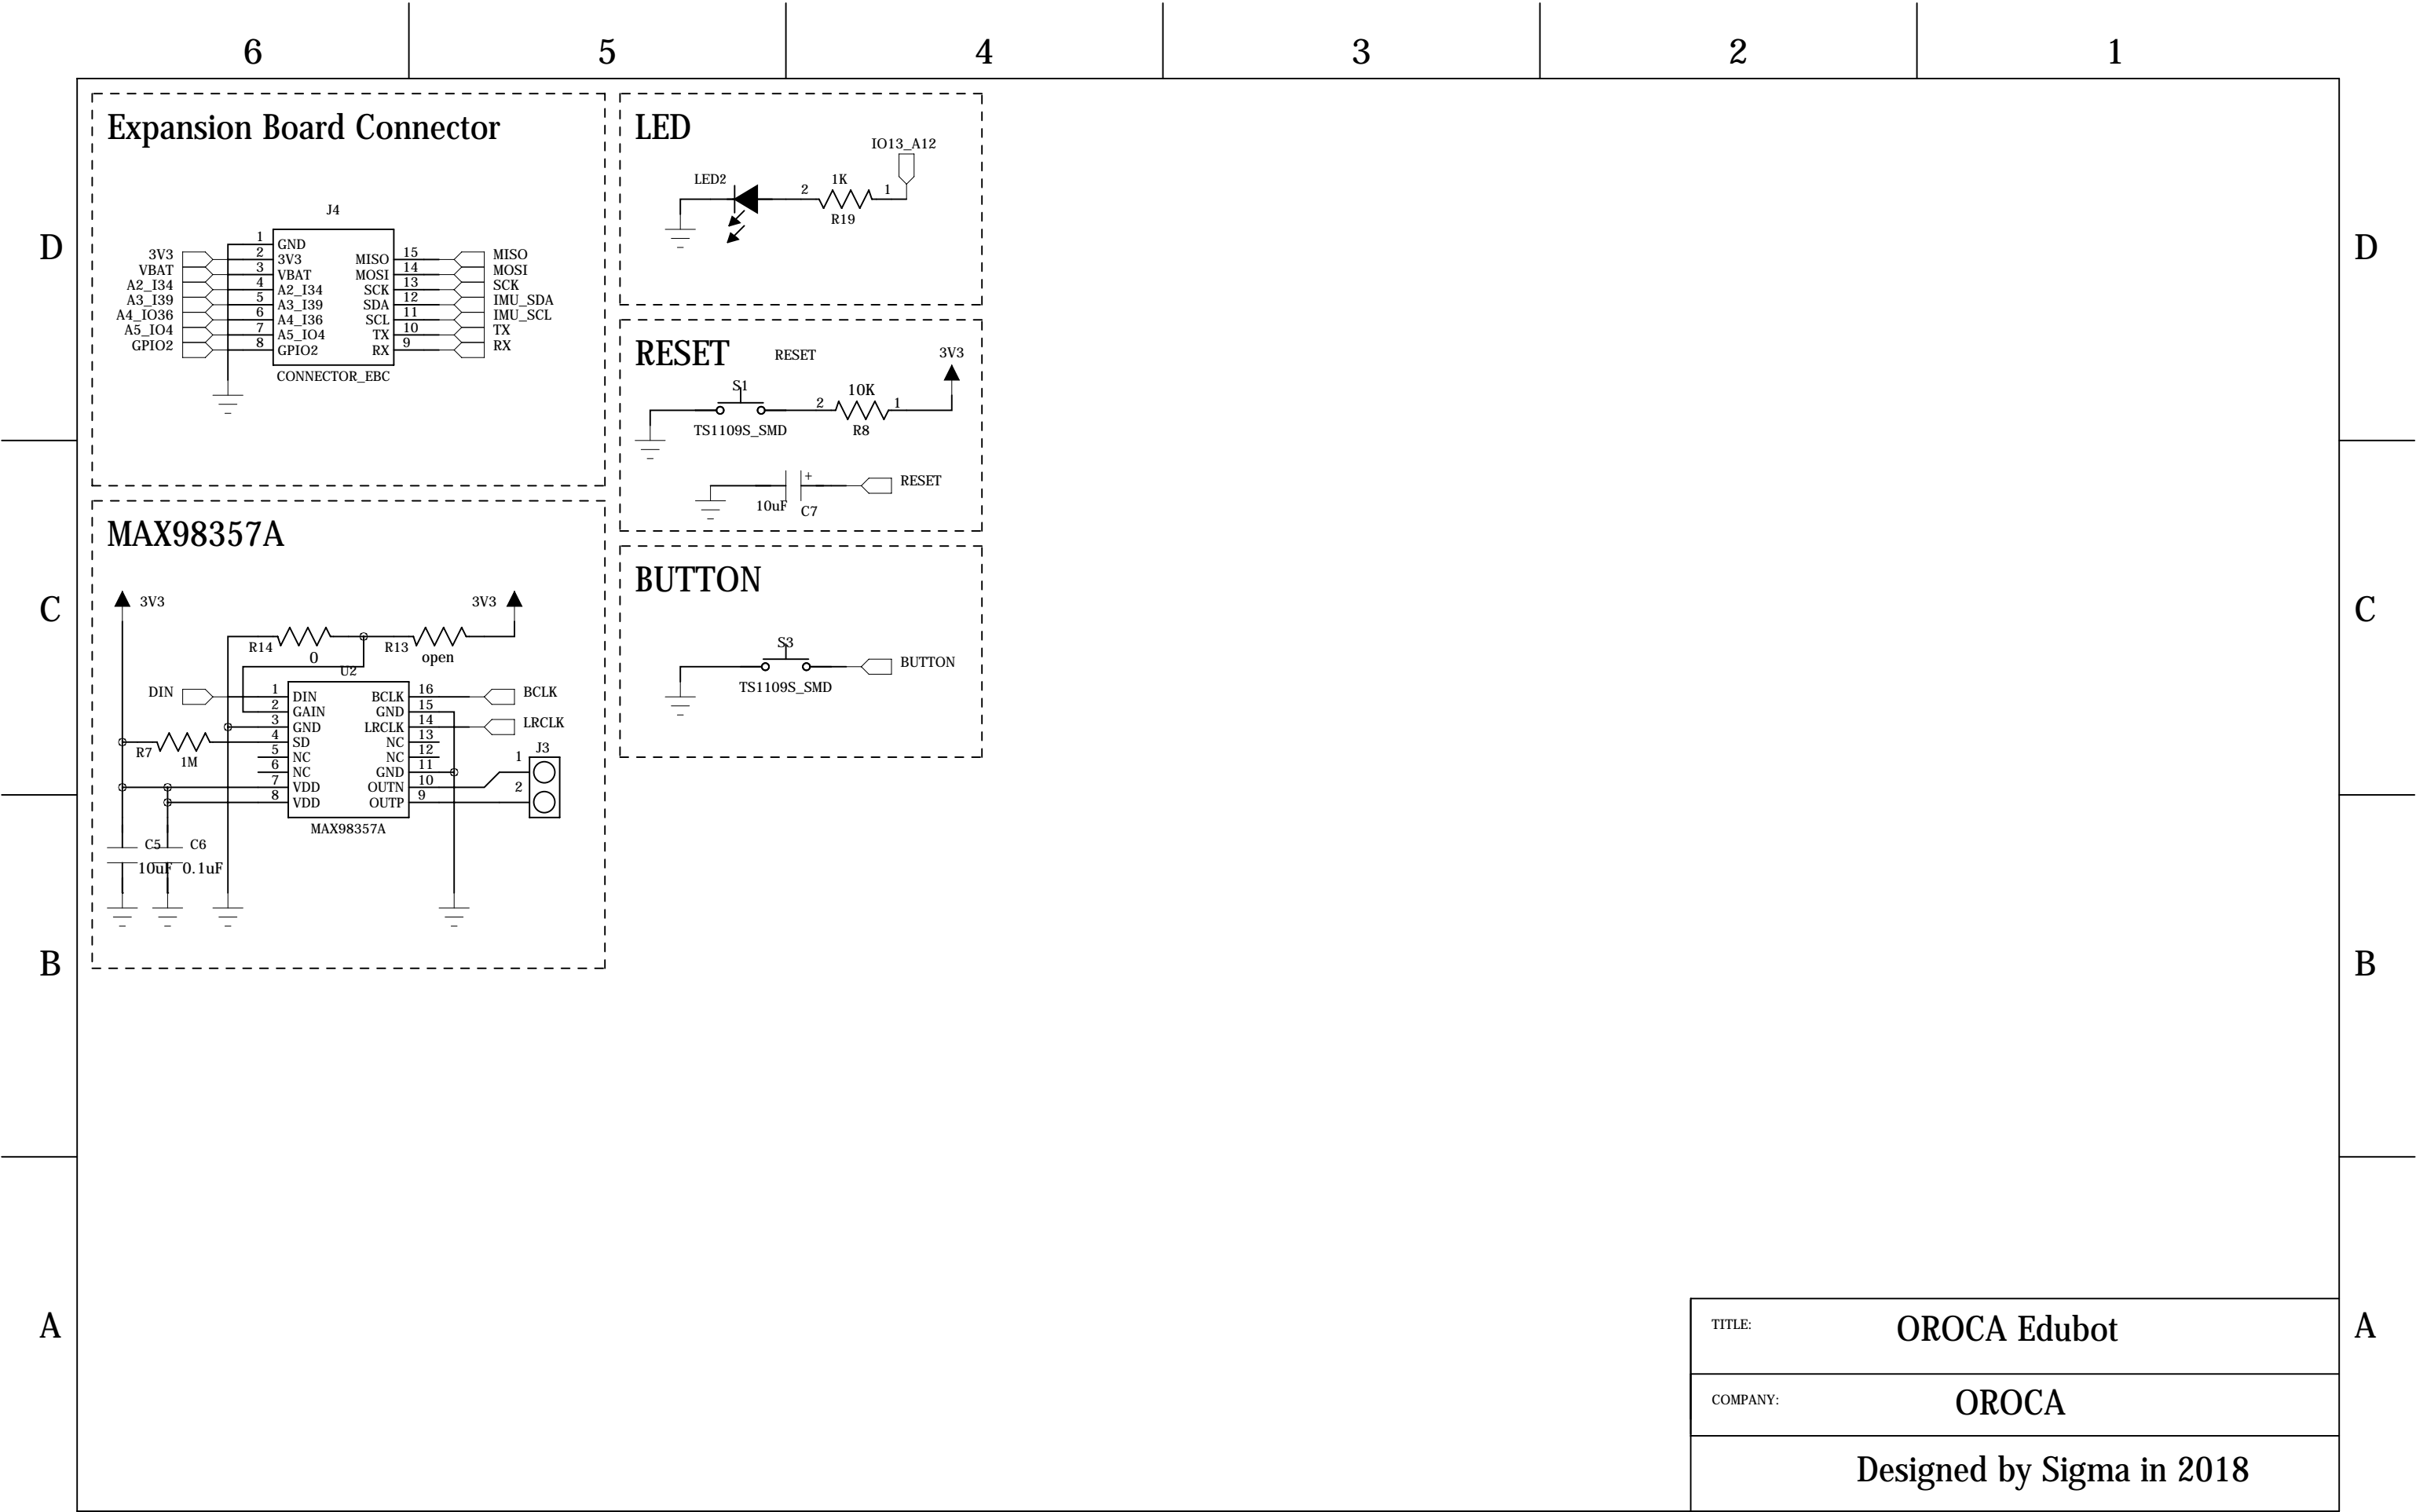 6 5 4 3 2 1
D
D
C
C
B
B
A
A
Expansion Board Connector
J4
3V3
VBAT
A2_I34
A3_I39
A4_IO36
A5_IO4
GPIO2
1 GND
2 3V3
3 VBAT
4 A2_I34
5 A3_I39
6 A4_I36
7 A5_IO4
8 GPIO2
MISO 15 MISO
MOSI 14 MOSI
SCK 13 SCK
SDA 12 IMU_SDA
SCL 11 IMU_SCL
TX 10 TX
RX 9 RX
CONNECTOR_EBC
LED
IO13_A12
LED2
2
1K
1
R19
RESET
RESET
3V3
S1
TS1109S_SMD
2
10K
1
R8
10uF
+
C7
RESET
MAX98357A
3V3
3V3
R14
0
R13
open
U2
DIN
1 DIN
2 GAIN
3 GND
4 SD
5 NC
6 NC
7 VDD
8 VDD
BCLK 16
GND 15
LRCLK 14
NC 13
NC 12
GND 11
OUTN 10
OUTP 9
BCLK
LRCLK
J3
1
2
R7
1M
MAX98357A
C5
10uF
C6
0.1uF
BUTTON
S3
TS1109S_SMD
BUTTON
TITLE: OROCA Edubot
COMPANY: OROCA
Designed by Sigma in 2018